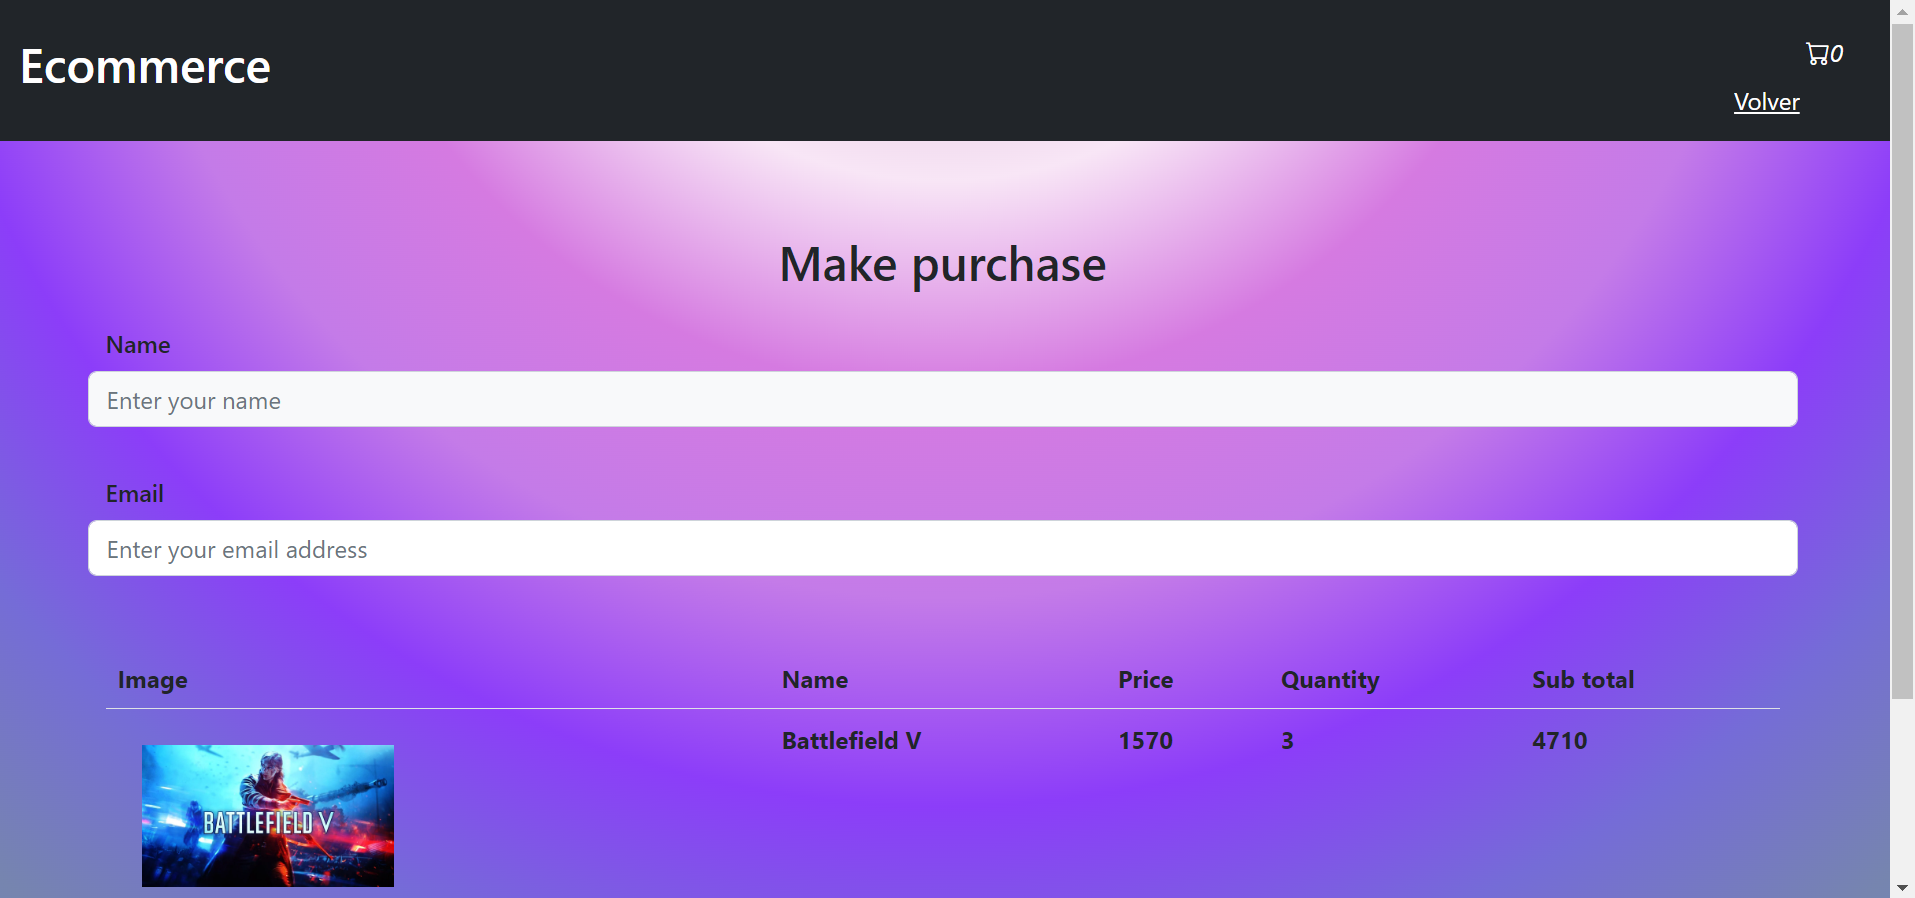 Ecommerce
0
Volver
Make purchase
Name
Enter your name
Email
Enter your email address
Image Name Price Quantity Sub total
Battlefield V 1570 3 4710
BATTLEFIELD V